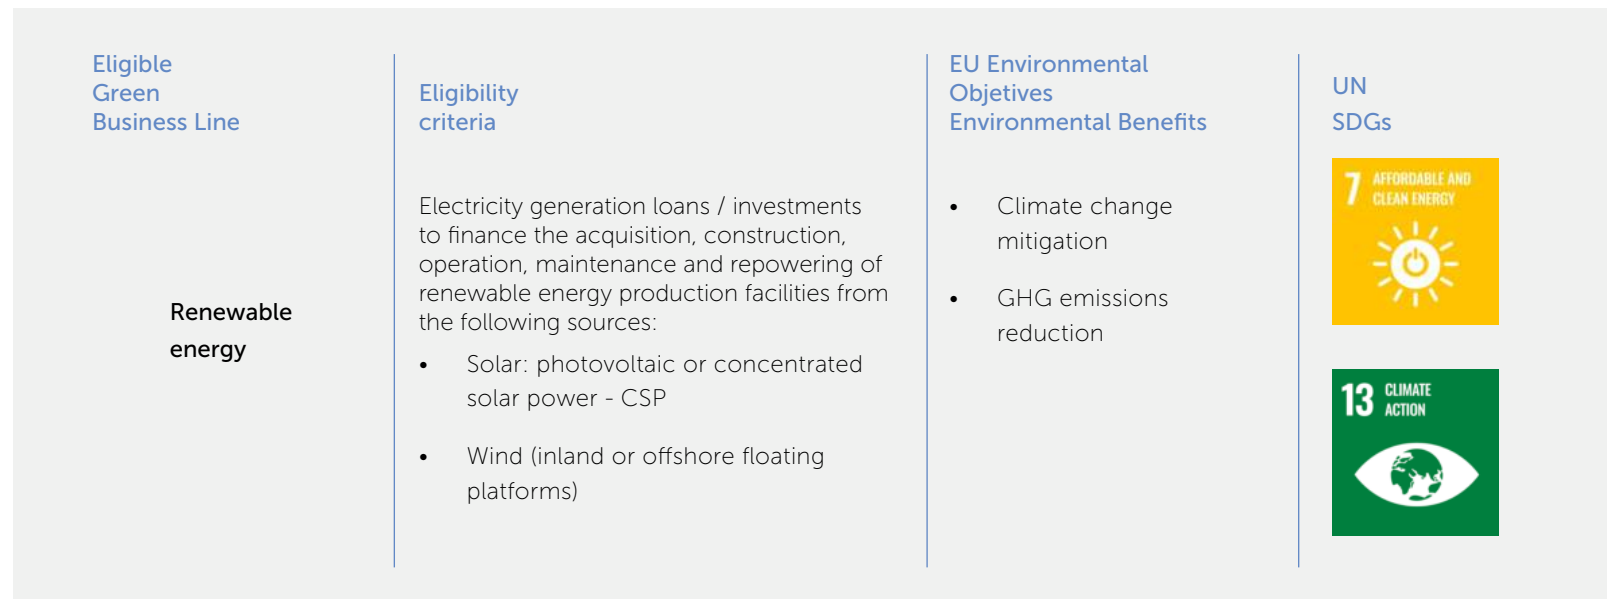 Eligible
Green
Business Line
Eligibility
criteria
EU Environmental
Objetives
Environmental Benefits
UN
SDGs
Renewable
energy
Electricity generation loans / investments
to finance the acquisition, construction,
operation, maintenance and repowering of
renewable energy production facilities from
the following sources:
• Solar: photovoltaic or concentrated
solar power - CSP
• Wind (inland or offshore floating
platforms)
• Climate change
mitigation
• GHG emissions
reduction
7 AFFORDABLE AND
CLEAN ENERGY
13 CLIMATE
ACTION